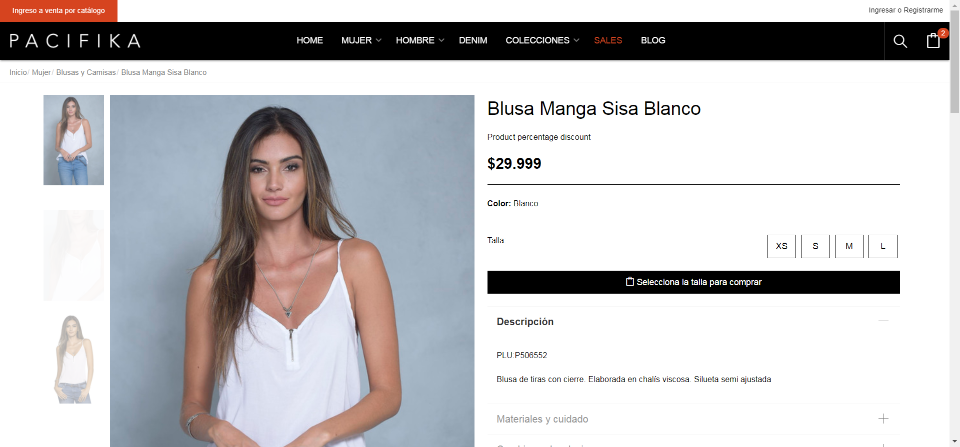 Ingreso a venta por catálogo
Ingresar o Registrarme
PACIFIKA
HOME MUJER HOMBRE DENIM COLECCIONES SALES BLOG
2
Inicio/ Mujer/ Blusas y Camisas/ Blusa Manga Sisa Blanco
Blusa Manga Sisa Blanco
Product percentage discount
$29.999
Color: Blanco
Talla
XS S M L
Selecciona la talla para comprar
Descripción
PLU:P506552
Blusa de tiras con cierre. Elaborada en chalís viscosa. Silueta semi ajustada
Materiales y cuidado